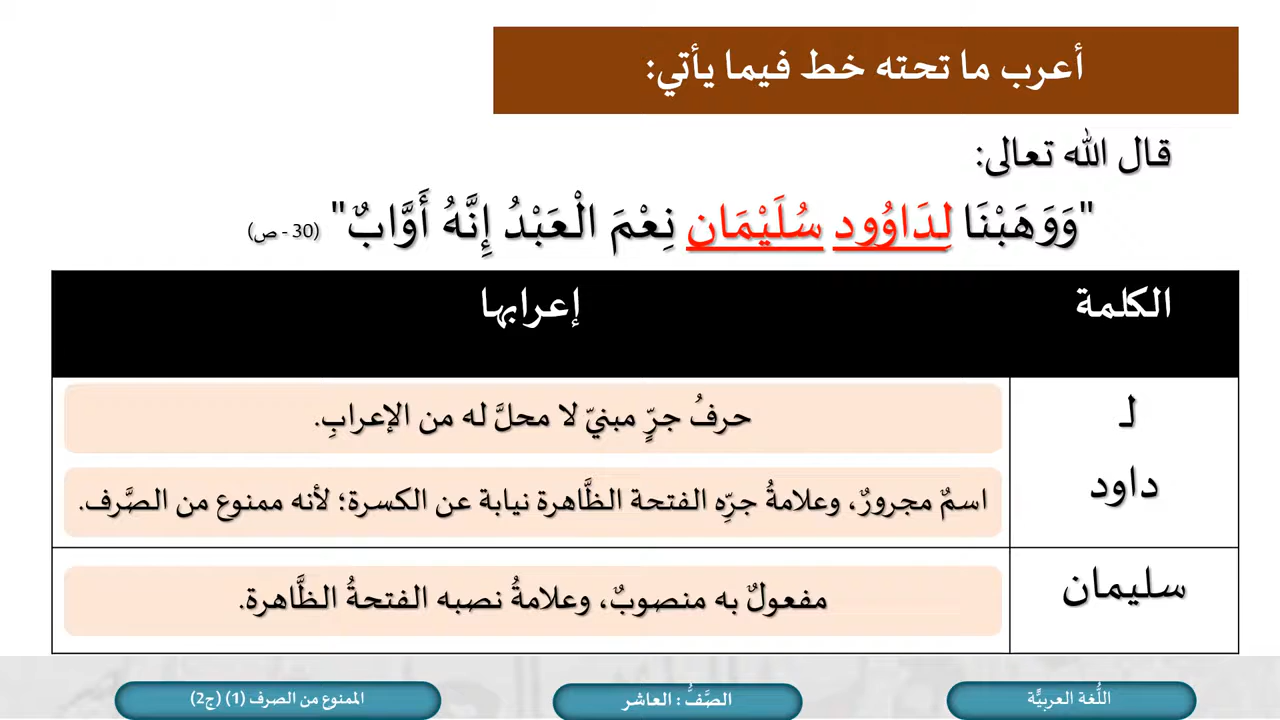 أعرب ما تحته خط فيما يأتي:
قال الله تعالى:
"وَوَهَبْنَا لِدَاوُود سُلَيْمَان نِعْمَ الْعَبْدُ إِنَّهُ أَوَّابٌ" (30 - ص)
الكلمة إعرابها
لـ حرفُ جرٍّ مبنيّ لا محلَّ له من الإعرابِ.
داود اسمٌ مجرورٌ، وعلامةُ جرِّه الفتحة الظَّاهرة نيابة عن الكسرة؛ لأنه ممنوع من الصَّرف.
سليمان مفعولٌ به منصوبٌ، وعلامةُ نصبه الفتحةُ الظَّاهرة.
اللُّغة العربيَّة الصَّفُّ : العاشر الممنوع من الصرف (1) (ج2)